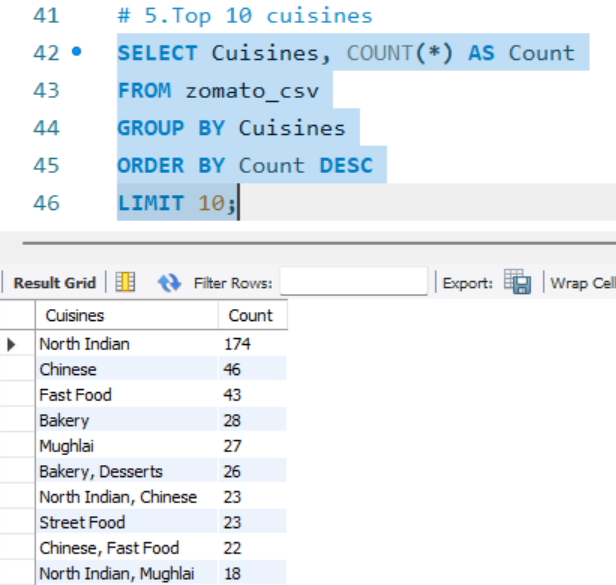 41 # 5.Top 10 cuisines
42 SELECT Cuisines, COUNT(*) AS Count
43 FROM zomato_csv
44 GROUP BY Cuisines
45 ORDER BY Count DESC
46 LIMIT 10;
Result Grid Filter Rows: Export: Wrap Cell
Cuisines Count
North Indian 174
Chinese 46
Fast Food 43
Bakery 28
Mughlai 27
Bakery, Desserts 26
North Indian, Chinese 23
Street Food 23
Chinese, Fast Food 22
North Indian, Mughlai 18